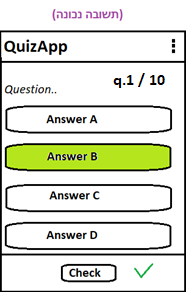 (תשובה נכונה)
QuizApp
q.1 / 10
Question..
Answer A
Answer B
Answer C
Answer D
Check